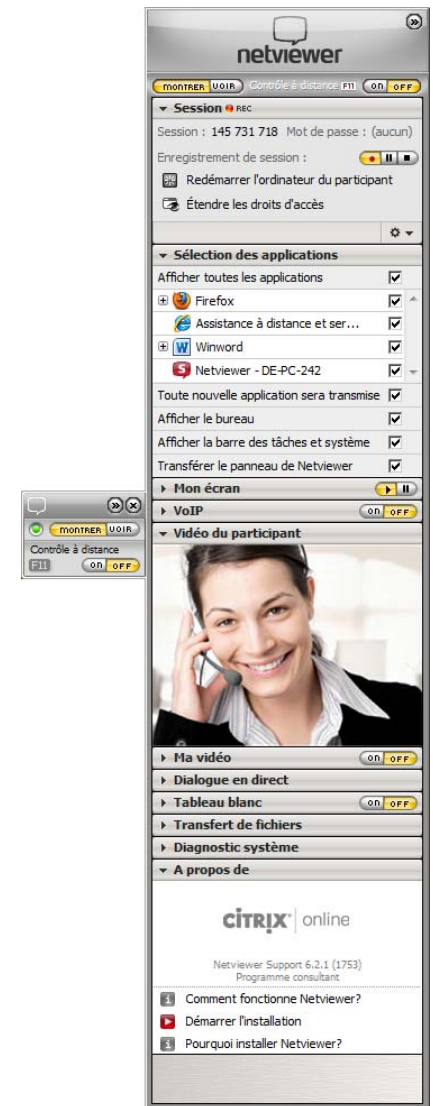 netviewer
MONTRER VOIR Contrôle à distance F11 ON OFF
Session REC
Session : 145 731 718 Mot de passe : (aucun)
Enregistrement de session :
Redémarrer l'ordinateur du participant
Étendre les droits d'accès
Sélection des applications
Afficher toutes les applications
Firefox
Assistance à distance et ser...
Winword
Netviewer - DE-PC-242
Toute nouvelle application sera transmise
Afficher le bureau
Afficher la barre des tâches et système
Transférer le panneau de Netviewer
Mon écran
VoIP ON OFF
Vidéo du participant
MONTRER VOIR
Contrôle à distance
F11 ON OFF
Ma vidéo ON OFF
Dialogue en direct
Tableau blanc ON OFF
Transfert de fichiers
Diagnostic système
A propos de
CITRIX online
Netviewer Support 6.2.1 (1753)
Programme consultant
Comment fonctionne Netviewer?
Démarrer l'installation
Pourquoi installer Netviewer?